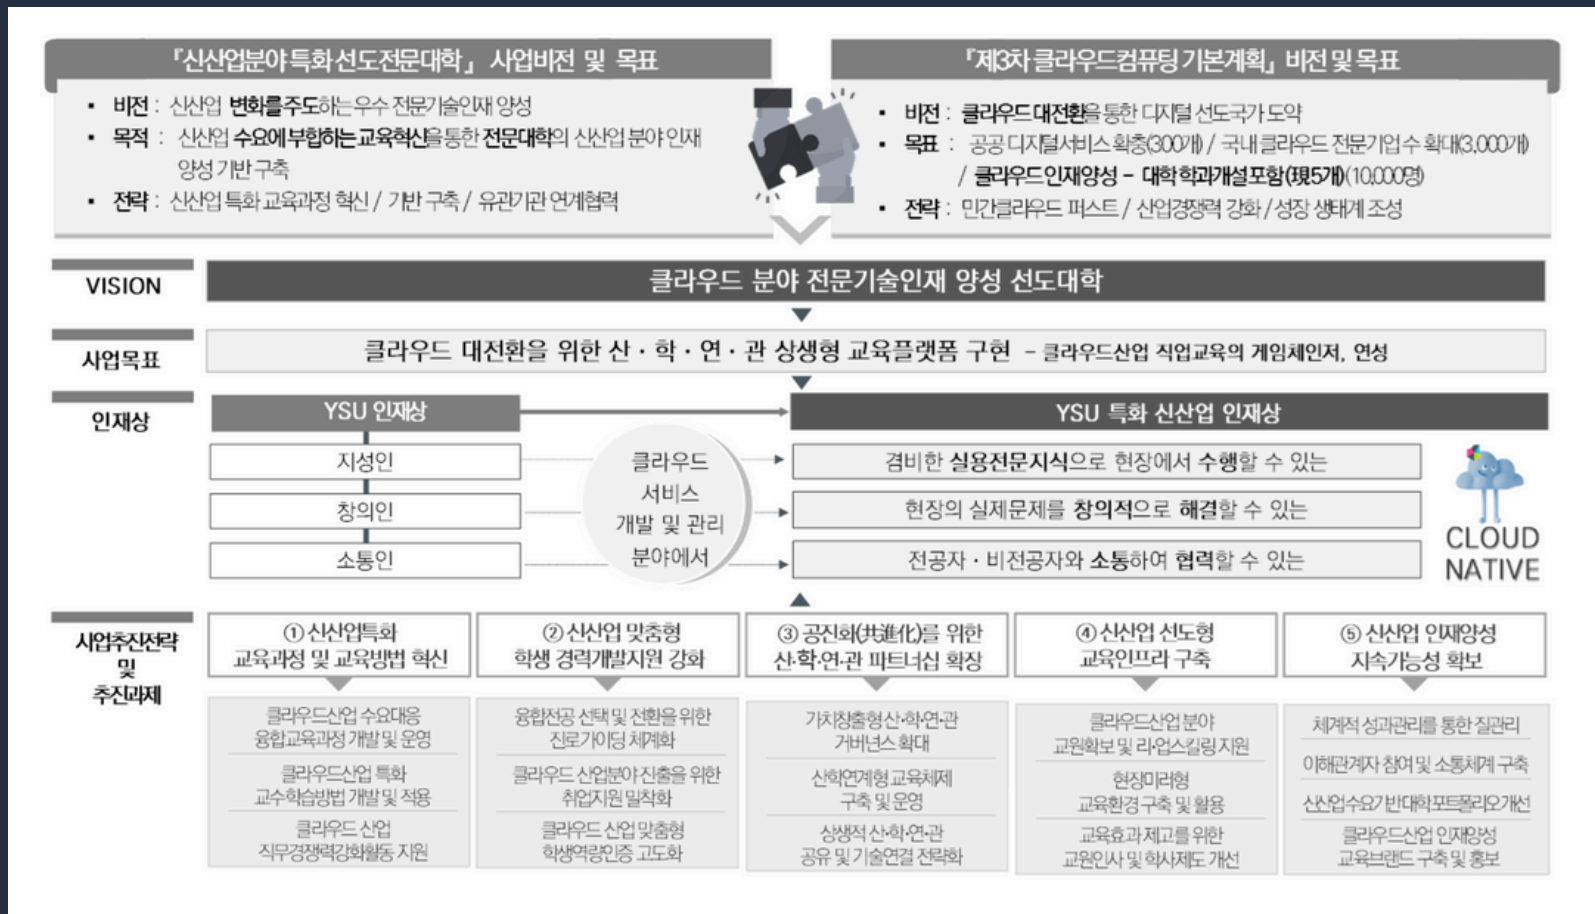 『신산업분야 특화 선도전문대학』 사업비전 및 목표
▪ 비전 : 신산업 변화를 주도하는 우수 전문기술인재 양성
▪ 목적 : 신산업 수요에 부합하는 교육혁신을 통한 전문대학의 신산업 분야 인재
양성 기반 구축
▪ 전략 : 신산업 특화 교육과정 혁신 / 기반 구축 / 유관기관 연계협력
『제3차 클라우드컴퓨팅 기본계획』 비전 및 목표
▪ 비전 : 클라우드 대전환을 통한 디지털 선도국가 도약
▪ 목표 : 공공 디지털서비스 확충(300개) / 국내 클라우드 전문기업 수 확대(3,000개)
/ 클라우드 인재양성 – 대학 학과개설 포함(現5개)(10,000명)
▪ 전략 : 민간클라우드 퍼스트 / 산업경쟁력 강화 / 성장 생태계 조성
VISION
클라우드 분야 전문기술인재 양성 선도대학
사업목표
클라우드 대전환을 위한 산·학·연·관 상생형 교육플랫폼 구현 – 클라우드산업 직업교육의 게임체인저, 연성
인재상
YSU 인재상
지성인
창의인
소통인
클라우드
서비스
개발 및 관리
분야에서
YSU 특화 신산업 인재상
겸비한 실용전문지식으로 현장에서 수행할 수 있는
현장의 실제문제를 창의적으로 해결할 수 있는
전공자·비전공자와 소통하여 협력할 수 있는
CLOUD
NATIVE
사업추진전략
및
추진과제
① 신산업특화
교육과정 및 교육방법 혁신
클라우드산업 수요대응
융합교육과정 개발 및 운영
클라우드산업 특화
교수학습방법 개발 및 적용
클라우드 산업
직무경쟁력강화활동 지원
② 신산업 맞춤형
학생 경력개발지원 강화
융합전공 선택 및 전환을 위한
진로가이딩 체계화
클라우드 산업분야 진출을 위한
취업지원 밀착화
클라우드 산업 맞춤형
학생역량인증 고도화
③ 공진화(共進化)를 위한
산·학·연·관 파트너십 확장
가치창출형 산·학·연·관
거버넌스 확대
산학연계형 교육체제
구축 및 운영
상생적 산·학·연·관
공유 및 기술연결 전략화
④ 신산업 선도형
교육인프라 구축
클라우드산업 분야
교원확보 및 리·업스킬링 지원
현장미러형
교육환경 구축 및 활용
교육효과 제고를 위한
교원인사 및 학사제도 개선
⑤ 신산업 인재양성
지속가능성 확보
체계적 성과관리를 통한 질관리
이해관계자 참여 및 소통체계 구축
신산업수요기반 대학포트폴리오 개선
클라우드산업 인재양성
교육브랜드 구축 및 홍보